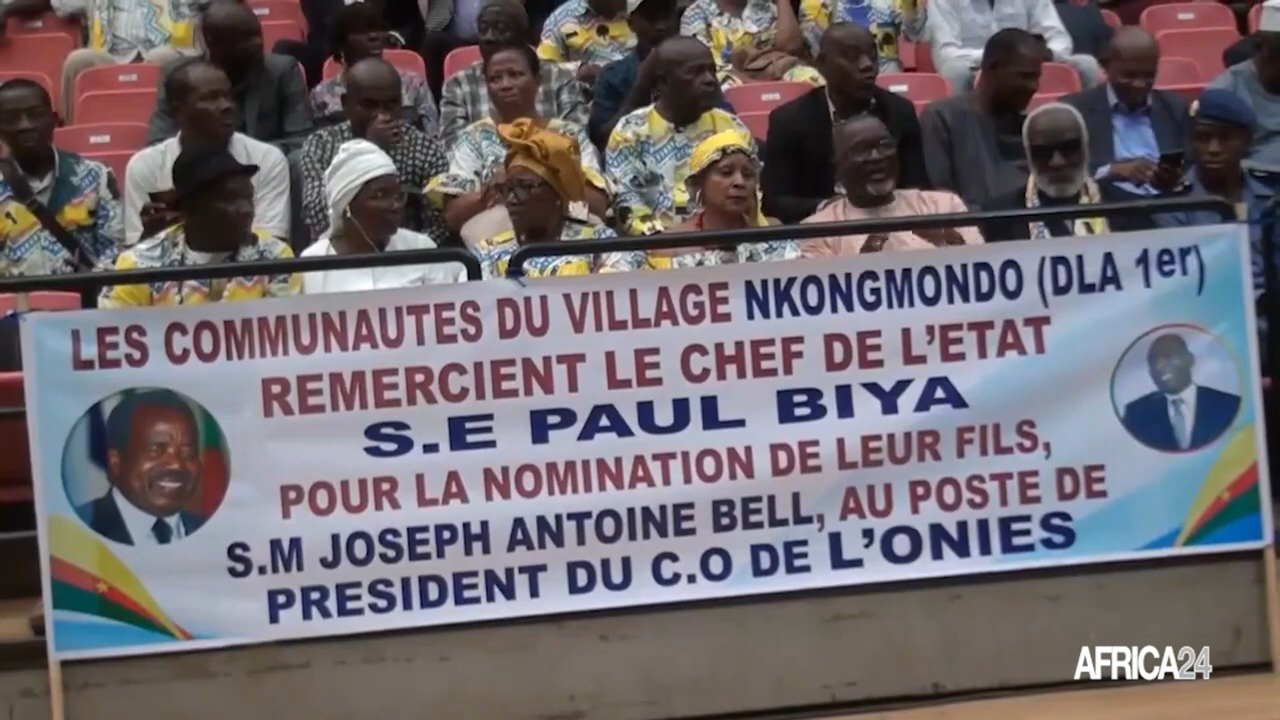 LES COMMUNAUTES DU VILLAGE NKONGMONDO (DLA 1er)
REMERCIENT LE CHEF DE L'ETAT
S.E PAUL BIYA
POUR LA NOMINATION DE LEUR FILS,
S.M JOSEPH ANTOINE BELL, AU POSTE DE
PRESIDENT DU C.O DE L'ONIES
AFRICA24